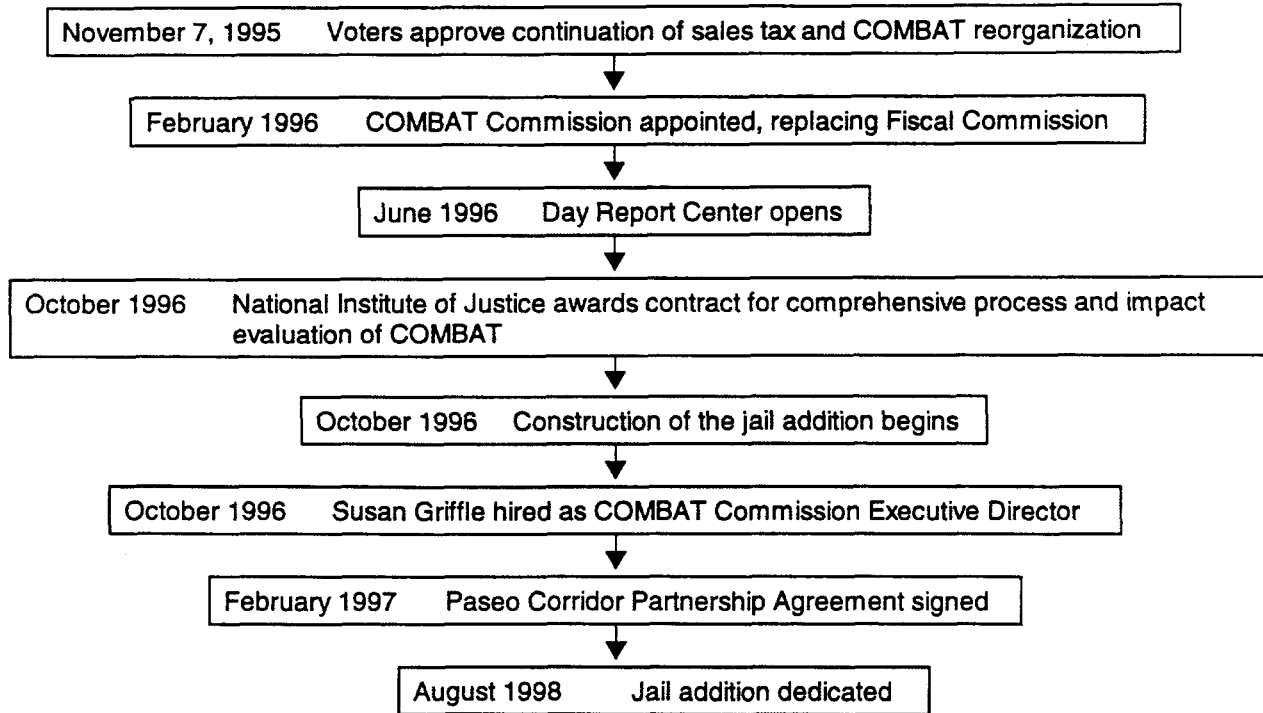 November 7, 1995 Voters approve continuation of sales tax and COMBAT reorganization
February 1996 COMBAT Commission appointed, replacing Fiscal Commission
June 1996 Day Report Center opens
October 1996 National Institute of Justice awards contract for comprehensive process and impact
evaluation of COMBAT
October 1996 Construction of the jail addition begins
October 1996 Susan Griffle hired as COMBAT Commission Executive Director
February 1997 Paseo Corridor Partnership Agreement signed
August 1998 Jail addition dedicated